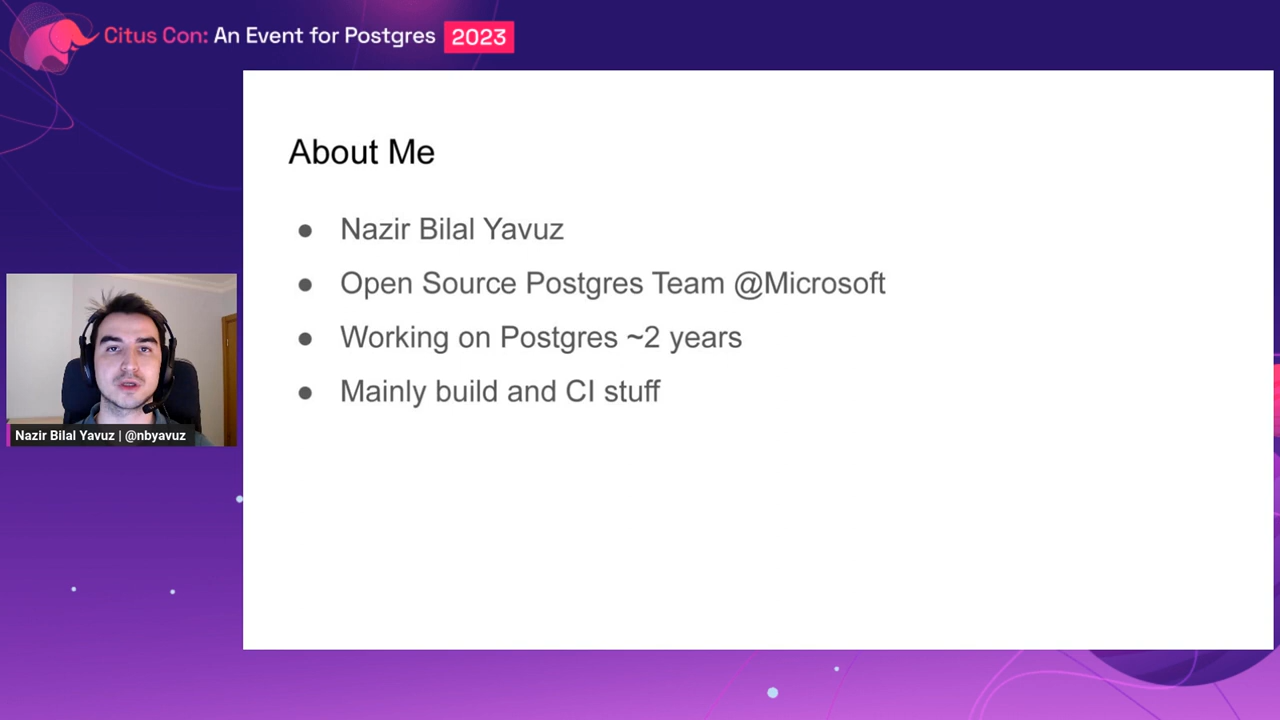 Citus Con: An Event for Postgres 2023
About Me
● Nazir Bilal Yavuz
● Open Source Postgres Team @Microsoft
● Working on Postgres ~2 years
● Mainly build and CI stuff
Nazir Bilal Yavuz | @nbyavuz